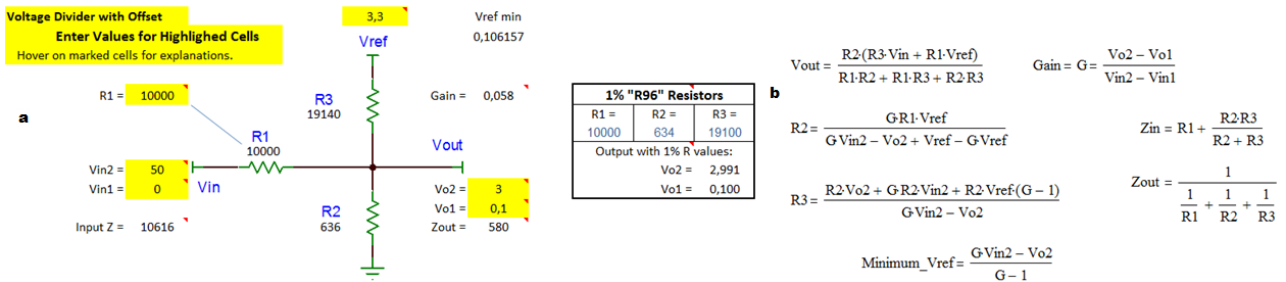 Voltage Divider with Offset
Enter Values for Highlighed Cells
Hover on marked cells for explanations.
3,3
Vref
Vref min
0,106157
R1 = 10000
R3
19140
Gain = 0,058
a
R1
10000
Vout
Vin2 = 50
Vin1 = 0
Vin
Vo2 = 3
Vo1 = 0,1
R2
636
Input Z = 10616
Zout = 580
1% "R96" Resistors
R1 = R2 = R3 =
10000 634 19100
Output with 1% R values:
Vo2 = 2,991
Vo1 = 0,100
b
Vout = R2·(R3·Vin + R1·Vref) / R1·R2 + R1·R3 + R2·R3
Gain = G = Vo2 − Vo1 / Vin2 − Vin1
R2 = G·R1·Vref / G·Vin2 − Vo2 + Vref − G·Vref
Zin = R1 + R2·R3 / R2 + R3
R3 = R2·Vo2 + G·R2·Vin2 + R2·Vref·(G − 1) / G·Vin2 − Vo2
Zout = 1 / 1/R1 + 1/R2 + 1/R3
Minimum_Vref = G·Vin2 − Vo2 / G − 1